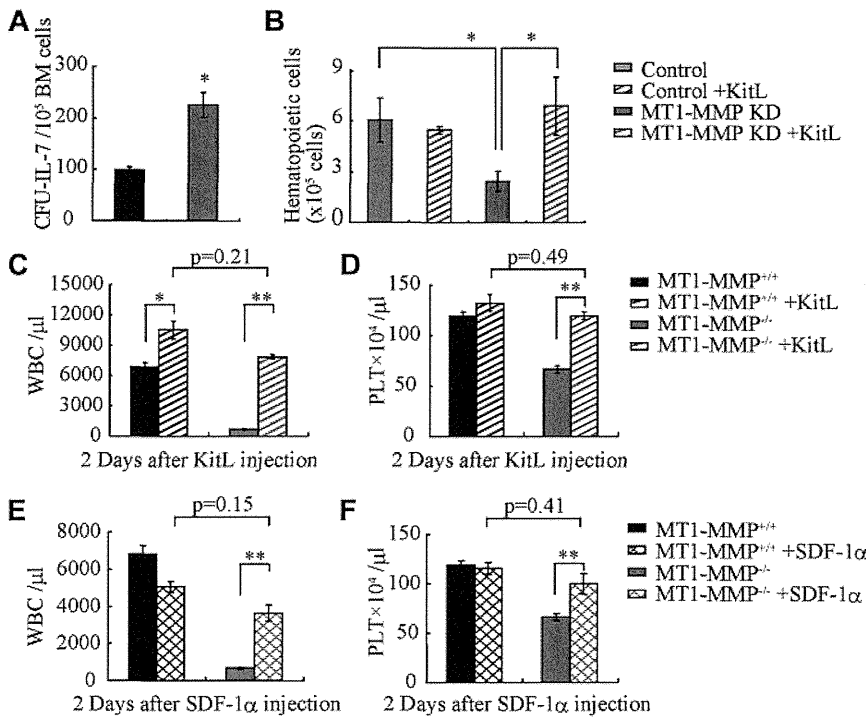 A
CFU-IL-7 /10⁵ BM cells
300
200
100
0
*
B
Hematopoietic cells
(x10⁵ cells)
9
6
3
0
*
*
Control
Control +KitL
MT1-MMP KD
MT1-MMP KD +KitL
C
WBC /µl
15000
12000
9000
6000
3000
0
p=0.21
*
**
2 Days after KitL injection
D
PLT×10⁴ /µl
150
100
50
0
p=0.49
**
2 Days after KitL injection
MT1-MMP⁺/⁺
MT1-MMP⁺/⁺ +KitL
MT1-MMP⁻/⁻
MT1-MMP⁻/⁻ +KitL
E
WBC /µl
8000
6000
4000
2000
0
p=0.15
**
2 Days after SDF-1α injection
F
PLT×10⁴ /µl
150
100
50
0
p=0.41
**
2 Days after SDF-1α injection
MT1-MMP⁺/⁺
MT1-MMP⁺/⁺ +SDF-1α
MT1-MMP⁻/⁻
MT1-MMP⁻/⁻ +SDF-1α